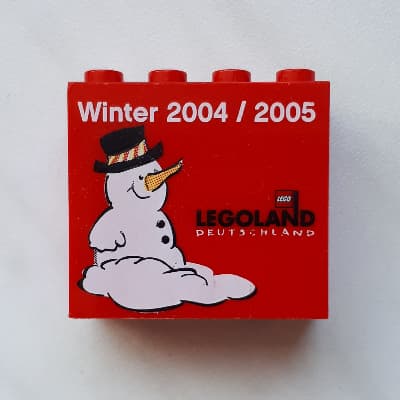 Winter 2004 / 2005
LEGO
LEGOLAND
DEUTSCHLAND